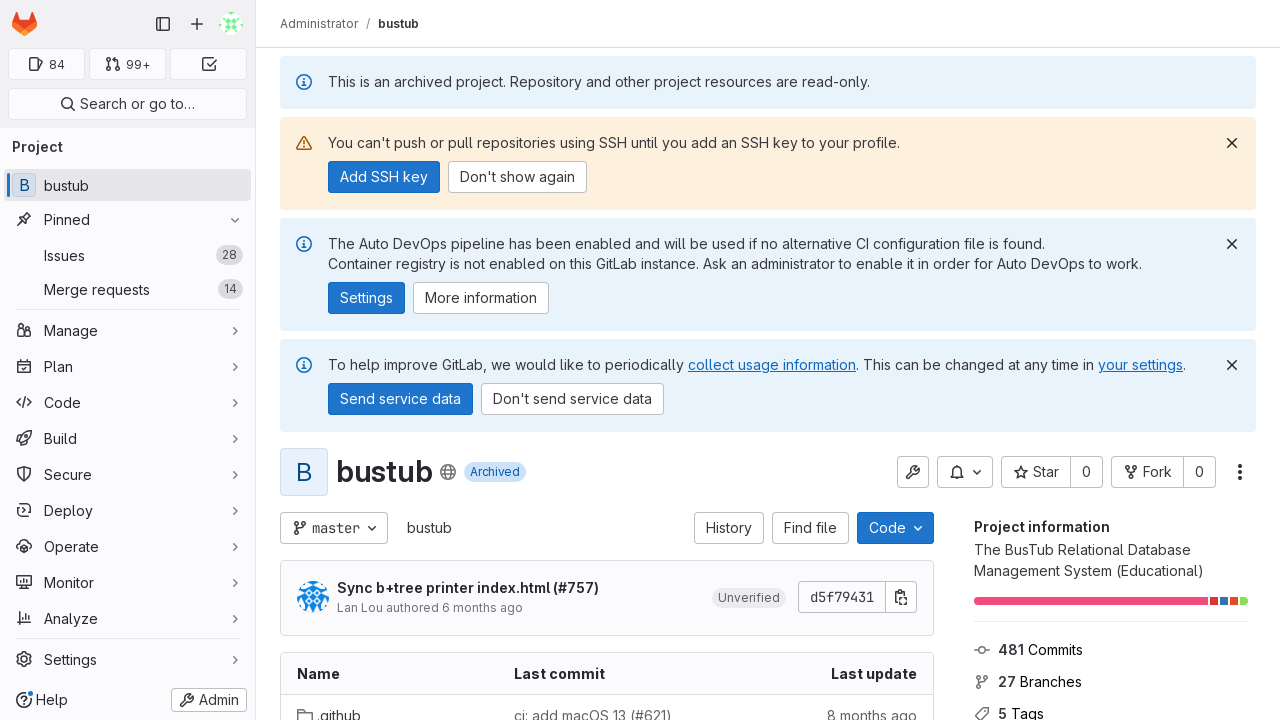 Administrator / bustub
84
99+
Search or go to…
Project
B bustub
Pinned
Issues 28
Merge requests 14
Manage
Plan
Code
Build
Secure
Deploy
Operate
Monitor
Analyze
Settings
Help
Admin
This is an archived project. Repository and other project resources are read-only.
You can't push or pull repositories using SSH until you add an SSH key to your profile.
Add SSH key Don't show again
The Auto DevOps pipeline has been enabled and will be used if no alternative CI configuration file is found.
Container registry is not enabled on this GitLab instance. Ask an administrator to enable it in order for Auto DevOps to work.
Settings More information
To help improve GitLab, we would like to periodically collect usage information. This can be changed at any time in your settings.
Send service data Don't send service data
B bustub Archived
Star 0 Fork 0
master bustub History Find file Code
Sync b+tree printer index.html (#757)
Lan Lou authored 6 months ago
Unverified d5f79431
Name Last commit Last update
.github ci: add macOS 13 (#621) 8 months ago
Project information
The BusTub Relational Database
Management System (Educational)
481 Commits
27 Branches
5 Tags